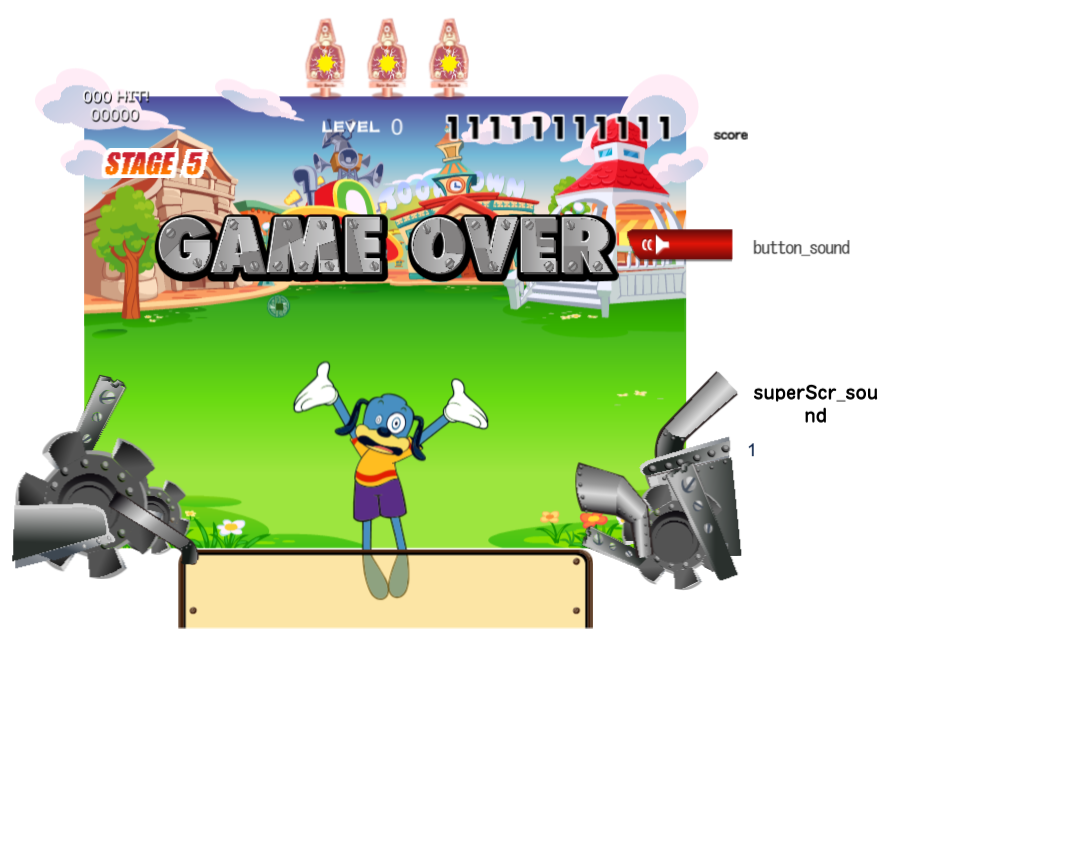 000 HIT!
00000
LEVEL 0
11111111111
score
STAGE 5
GAME OVER
button_sound
superScr_sou
nd
1